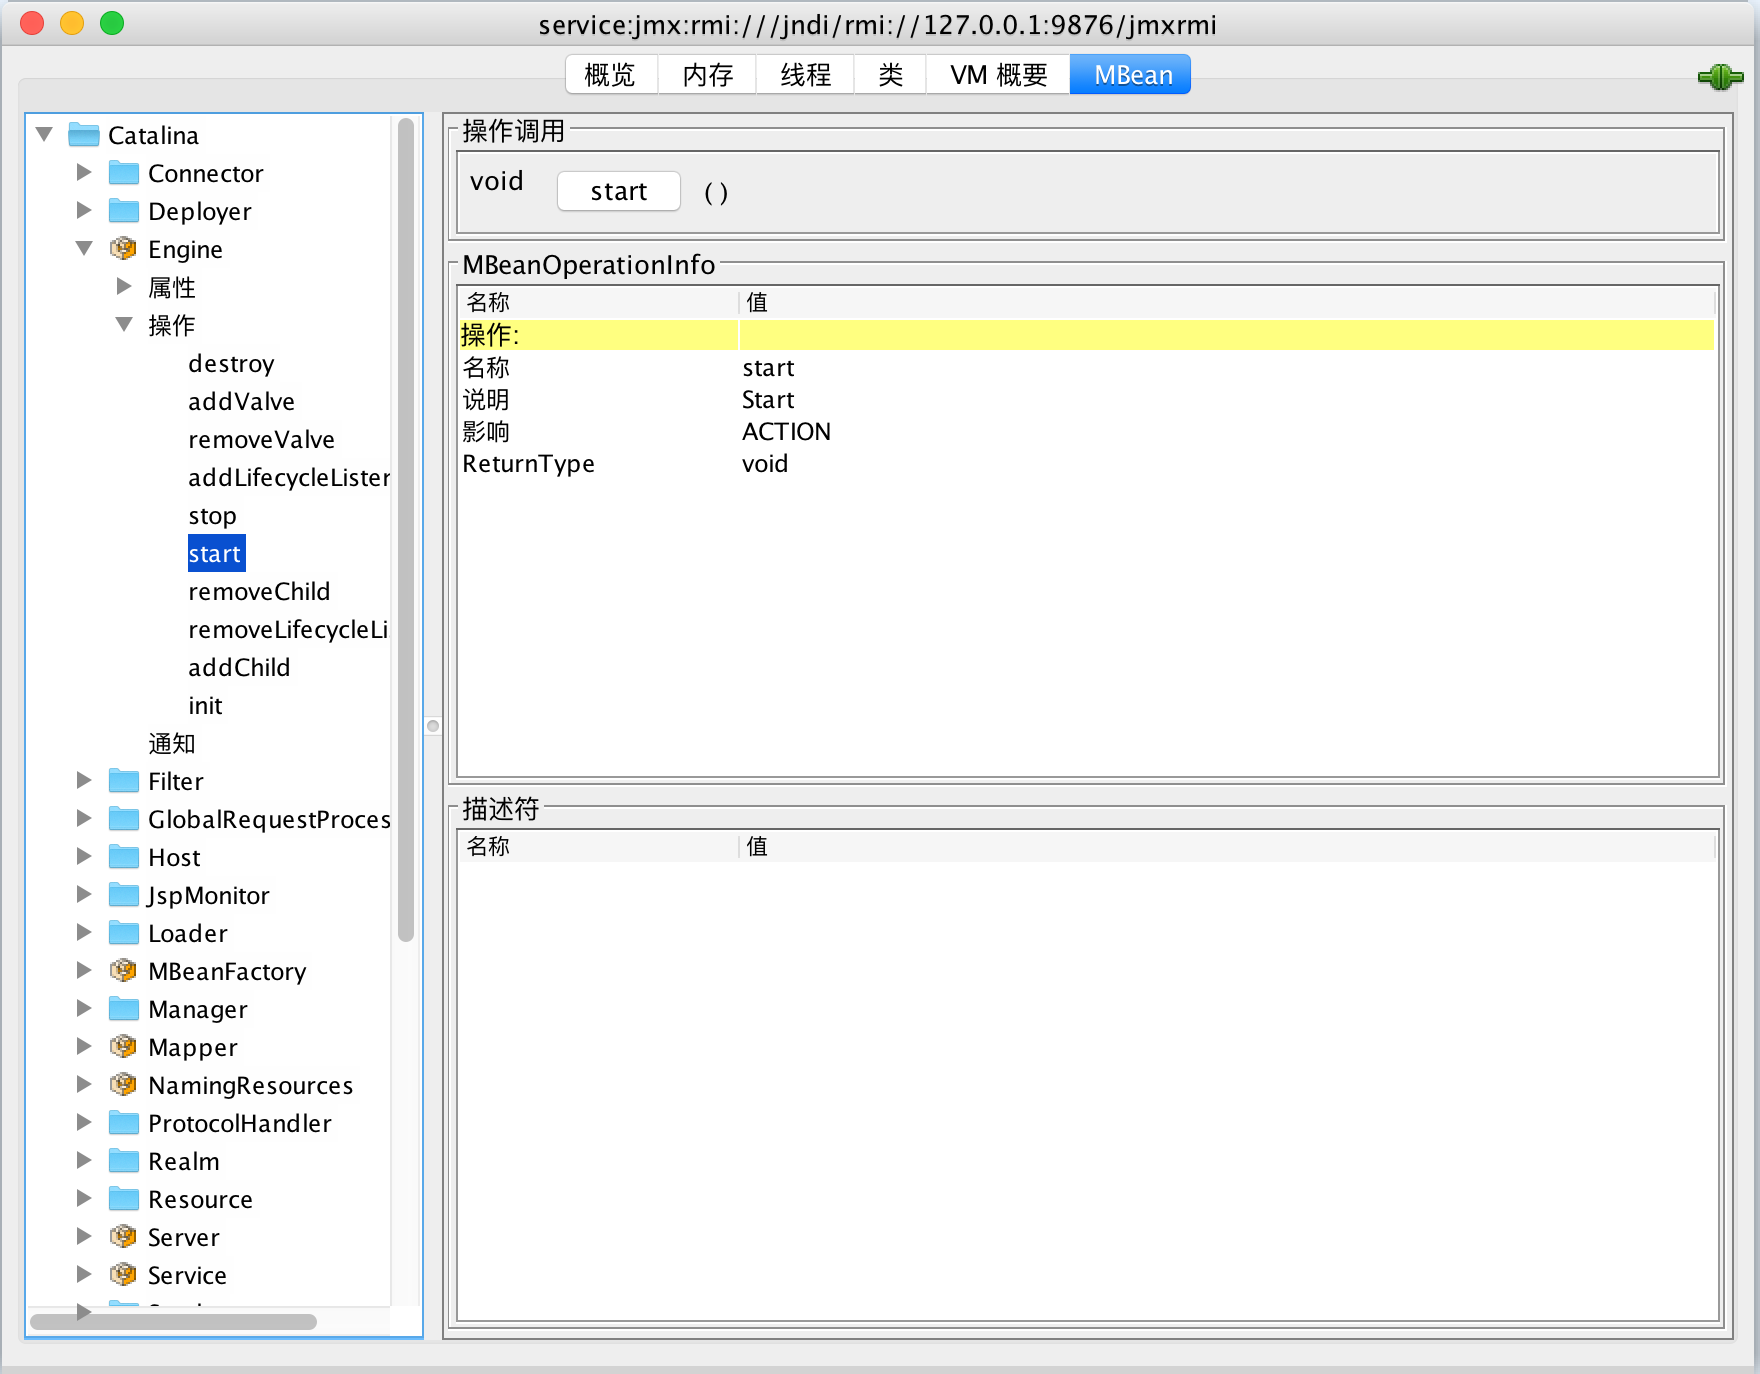 service:jmx:rmi:///jndi/rmi://127.0.0.1:9876/jmxrmi
概览 内存 线程 类 VM 概要 MBean
Catalina
Connector
Deployer
Engine
属性
操作
destroy
addValve
removeValve
addLifecycleLister
stop
start
removeChild
removeLifecycleLi
addChild
init
通知
Filter
GlobalRequestProces
Host
JspMonitor
Loader
MBeanFactory
Manager
Mapper
NamingResources
ProtocolHandler
Realm
Resource
Server
Service
操作调用
void start ()
MBeanOperationInfo
名称 值
操作:
名称 start
说明 Start
影响 ACTION
ReturnType void
描述符
名称 值